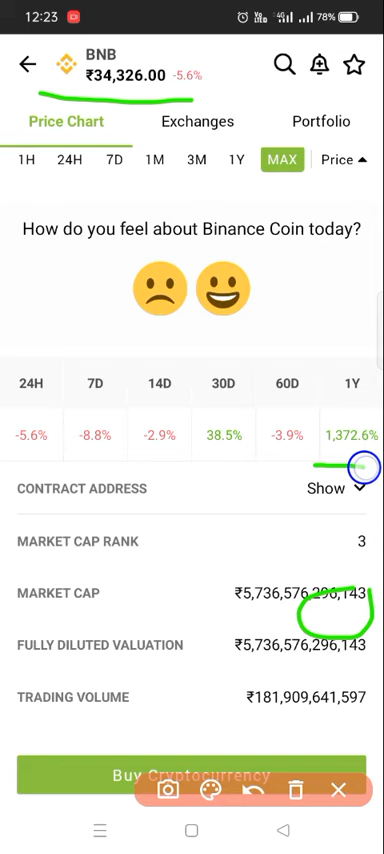 12:23 78%
BNB
₹34,326.00 -5.6%
Price Chart Exchanges Portfolio
1H 24H 7D 1M 3M 1Y MAX Price
How do you feel about Binance Coin today?
24H 7D 14D 30D 60D 1Y
-5.6% -8.8% -2.9% 38.5% -3.9% 1,372.6%
CONTRACT ADDRESS Show
MARKET CAP RANK 3
MARKET CAP ₹5,736,576,296,143
FULLY DILUTED VALUATION ₹5,736,576,296,143
TRADING VOLUME ₹181,909,641,597
Buy Cryptocurrency